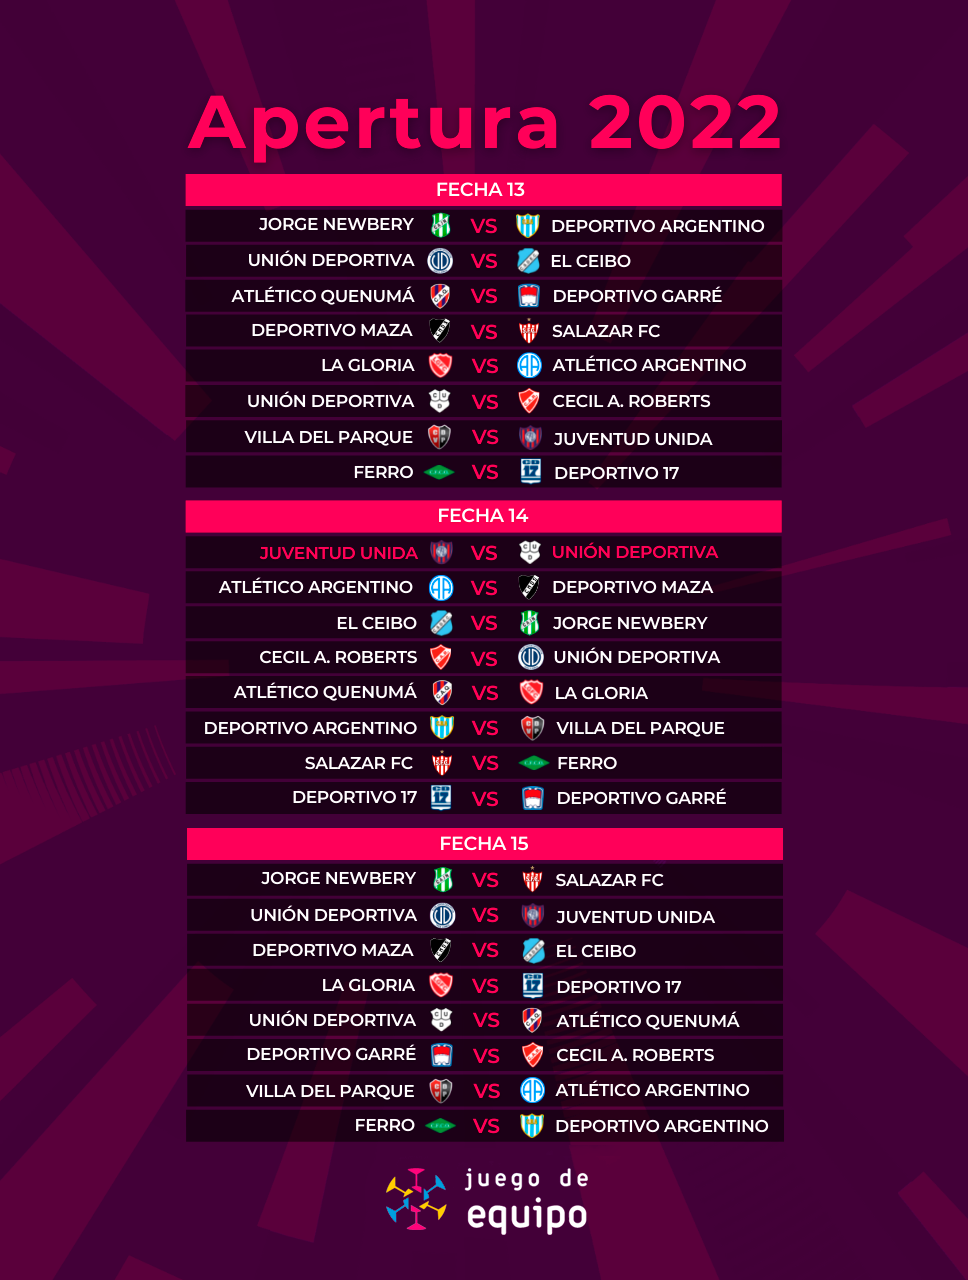 Apertura 2022
FECHA 13
JORGE NEWBERY VS DEPORTIVO ARGENTINO
UNIÓN DEPORTIVA VS EL CEIBO
ATLÉTICO QUENUMÁ VS DEPORTIVO GARRÉ
DEPORTIVO MAZA VS SALAZAR FC
LA GLORIA VS ATLÉTICO ARGENTINO
UNIÓN DEPORTIVA VS CECIL A. ROBERTS
VILLA DEL PARQUE VS JUVENTUD UNIDA
FERRO VS DEPORTIVO 17
FECHA 14
JUVENTUD UNIDA VS UNIÓN DEPORTIVA
ATLÉTICO ARGENTINO VS DEPORTIVO MAZA
EL CEIBO VS JORGE NEWBERY
CECIL A. ROBERTS VS UNIÓN DEPORTIVA
ATLÉTICO QUENUMÁ VS LA GLORIA
DEPORTIVO ARGENTINO VS VILLA DEL PARQUE
SALAZAR FC VS FERRO
DEPORTIVO 17 VS DEPORTIVO GARRÉ
FECHA 15
JORGE NEWBERY VS SALAZAR FC
UNIÓN DEPORTIVA VS JUVENTUD UNIDA
DEPORTIVO MAZA VS EL CEIBO
LA GLORIA VS DEPORTIVO 17
UNIÓN DEPORTIVA VS ATLÉTICO QUENUMÁ
DEPORTIVO GARRÉ VS CECIL A. ROBERTS
VILLA DEL PARQUE VS ATLÉTICO ARGENTINO
FERRO VS DEPORTIVO ARGENTINO
juego de
equipo